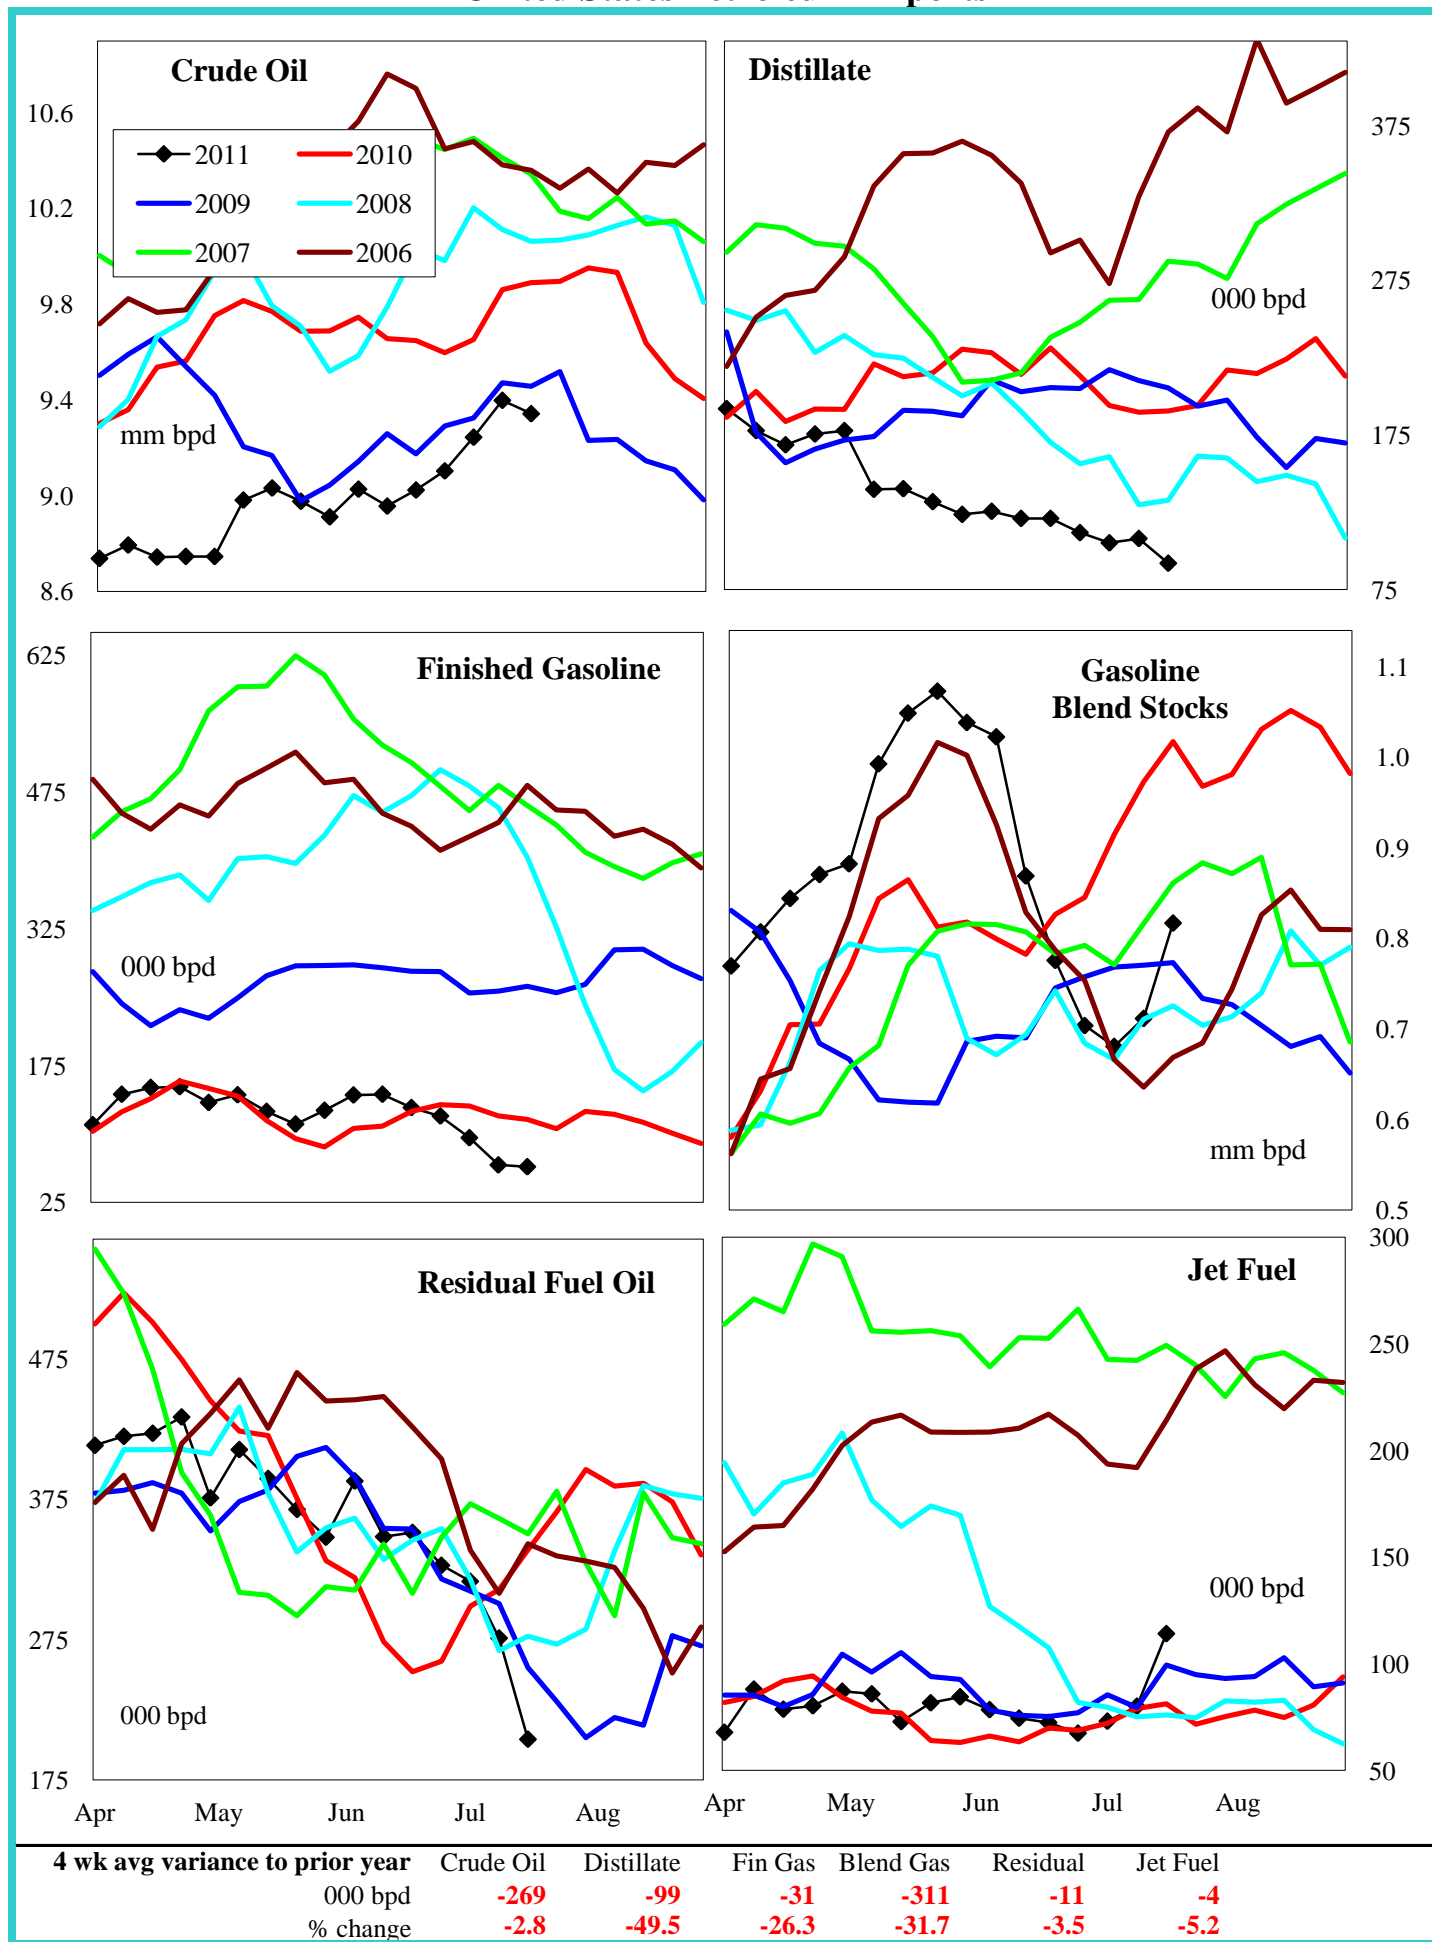 Crude Oil
10.6
10.2
9.8
9.4
9.0
8.6
2011
2010
2009
2008
2007
2006
mm bpd
Distillate
375
275
175
75
000 bpd
Finished Gasoline
625
475
325
175
25
000 bpd
Gasoline
Blend Stocks
1.1
1.0
0.9
0.8
0.7
0.6
0.5
mm bpd
Residual Fuel Oil
475
375
275
175
000 bpd
Apr May Jun Jul Aug
Jet Fuel
300
250
200
150
100
50
000 bpd
Apr May Jun Jul Aug
4 wk avg variance to prior year Crude Oil Distillate Fin Gas Blend Gas Residual Jet Fuel
000 bpd -269 -99 -31 -311 -11 -4
% change -2.8 -49.5 -26.3 -31.7 -3.5 -5.2